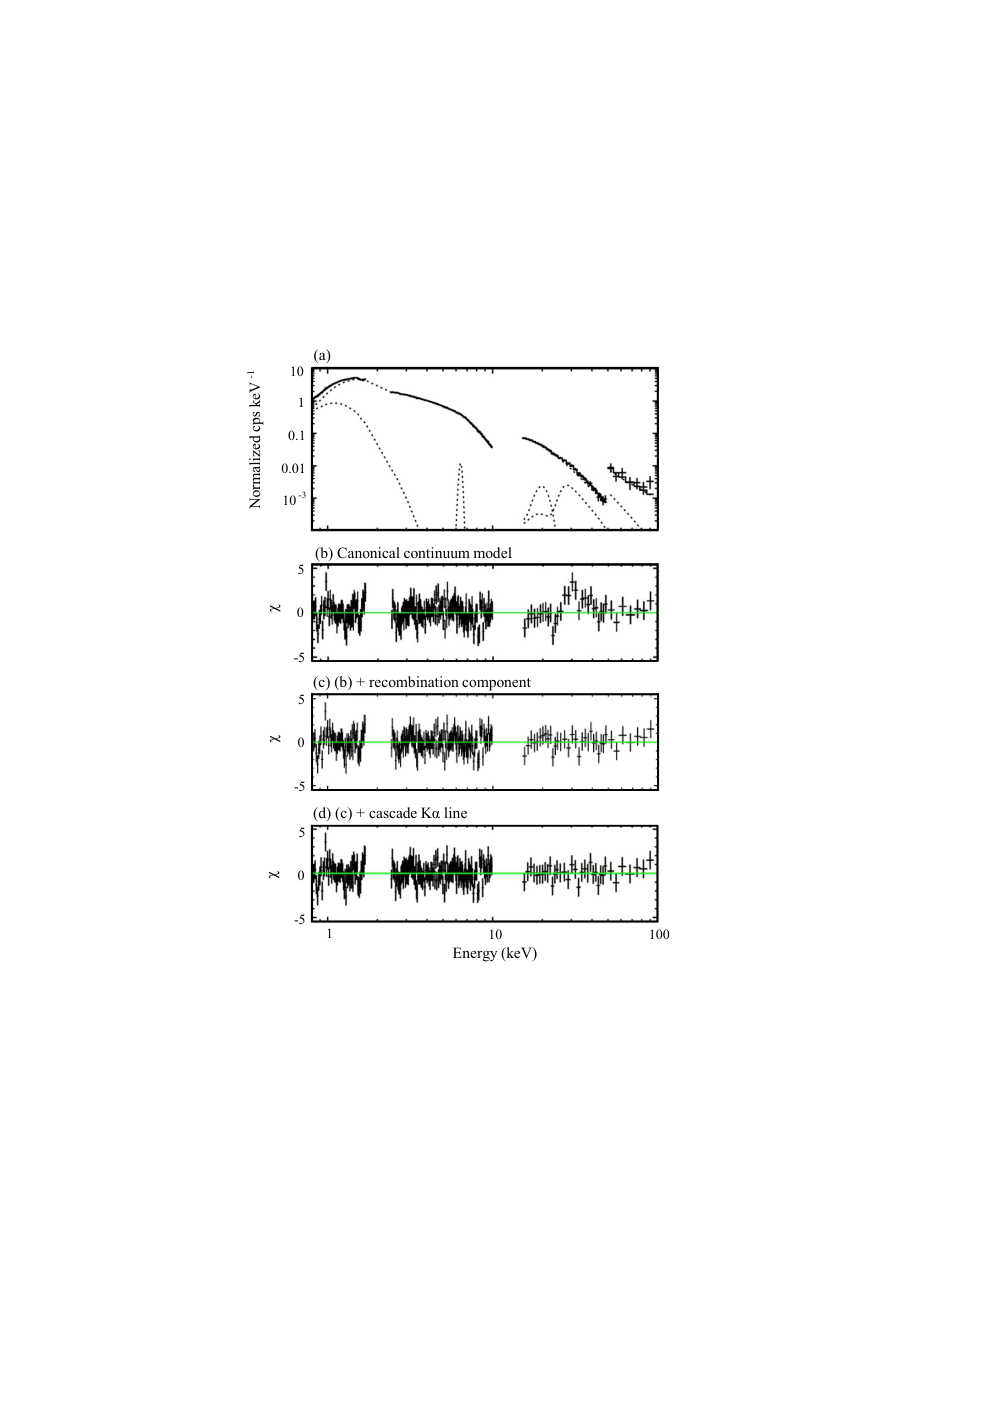 (a)
Normalized cps keV⁻¹
10
1
0.1
0.01
10⁻³
(b) Canonical continuum model
χ
5
0
-5
(c) (b) + recombination component
χ
5
0
-5
(d) (c) + cascade Kα line
χ
5
0
-5
1 10 100
Energy (keV)